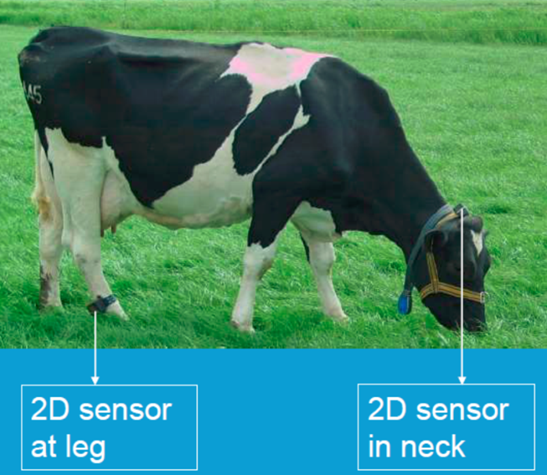 2D sensor
at leg
2D sensor
in neck